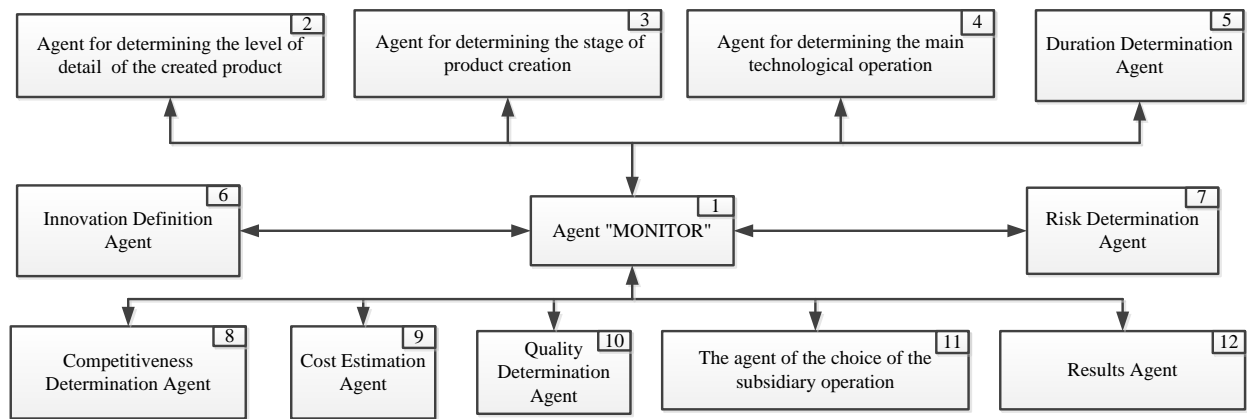 2
Agent for determining the level of
detail of the created product
3
Agent for determining the stage of
product creation
4
Agent for determining the main
technological operation
5
Duration Determination
Agent
6
Innovation Definition
Agent
1
Agent "MONITOR"
7
Risk Determination
Agent
8
Competitiveness
Determination Agent
9
Cost Estimation
Agent
10
Quality
Determination
Agent
11
The agent of the choice of the
subsidiary operation
12
Results Agent